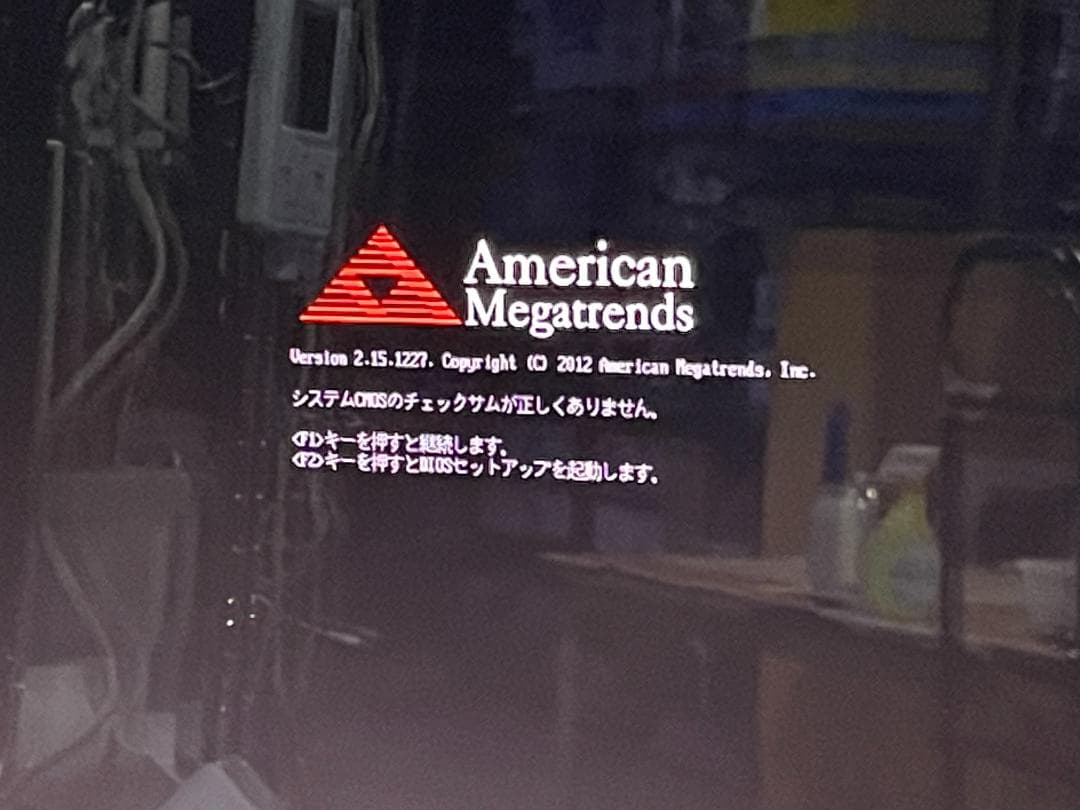 American
Megatrends
Version 2.15.1227. Copyright (C) 2012 American Megatrends, Inc.
システムCMOSのチェックサムが正しくありません。
<F1>キーを押すと継続します。
<F2>キーを押すとBIOSセットアップを起動します。